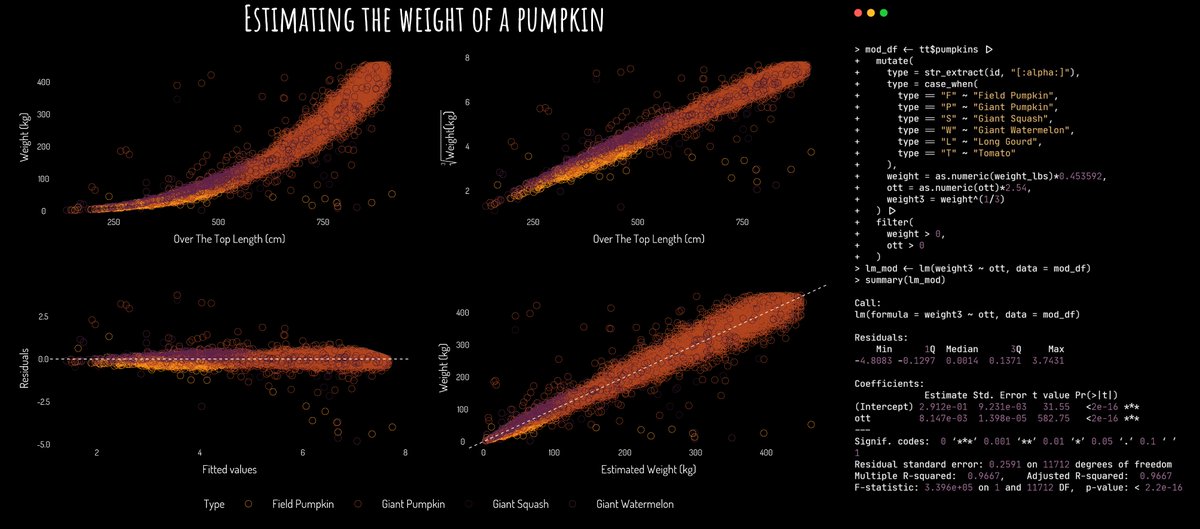 ESTIMATING THE WEIGHT OF A PUMPKIN
Weight (kg)
400
300
200
100
0
250
500
750
Over The Top Length (cm)
∛Weight(kg)
8
6
4
2
250
500
750
Over The Top Length (cm)
Residuals
2.5
0.0
-2.5
-5.0
2
4
6
8
Fitted values
Weight (kg)
400
300
200
100
0
0
100
200
300
400
Estimated Weight (kg)
Type Field Pumpkin Giant Pumpkin Giant Squash Giant Watermelon
> mod_df <- tt$pumpkins |>
+ mutate(
+ type = str_extract(id, "[:alpha:]"),
+ type = case_when(
+ type == "F" ~ "Field Pumpkin",
+ type == "P" ~ "Giant Pumpkin",
+ type == "S" ~ "Giant Squash",
+ type == "W" ~ "Giant Watermelon",
+ type == "L" ~ "Long Gourd",
+ type == "T" ~ "Tomato"
+ ),
+ weight = as.numeric(weight_lbs)*0.453592,
+ ott = as.numeric(ott)*2.54,
+ weight3 = weight^(1/3)
+ ) |>
+ filter(
+ weight > 0,
+ ott > 0
+ )
> lm_mod <- lm(weight3 ~ ott, data = mod_df)
> summary(lm_mod)
Call:
lm(formula = weight3 ~ ott, data = mod_df)
Residuals:
Min 1Q Median 3Q Max
-4.8083 -0.1297 0.0014 0.1371 3.7431
Coefficients:
Estimate Std. Error t value Pr(>|t|)
(Intercept) 2.912e-01 9.231e-03 31.55 <2e-16 ***
ott 8.147e-03 1.398e-05 582.75 <2e-16 ***
---
Signif. codes: 0 ‘***’ 0.001 ‘**’ 0.01 ‘*’ 0.05 ‘.’ 0.1 ‘ ’
1
Residual standard error: 0.2591 on 11712 degrees of freedom
Multiple R-squared: 0.9667, Adjusted R-squared: 0.9667
F-statistic: 3.396e+05 on 1 and 11712 DF, p-value: < 2.2e-16